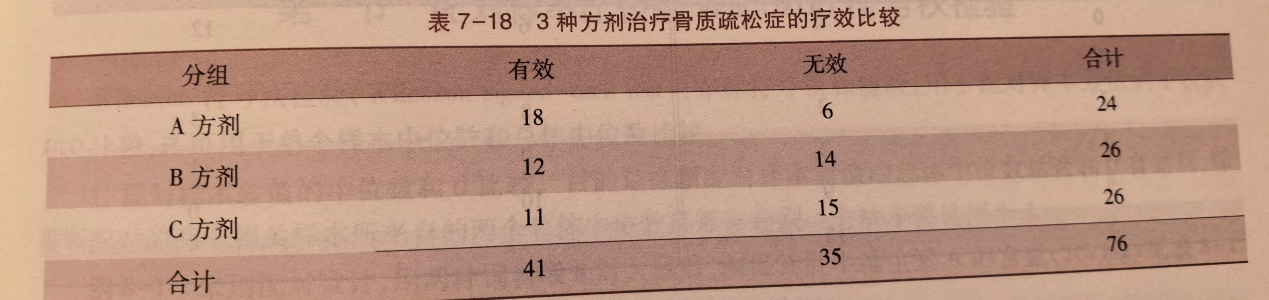 表 7-18 3 种方剂治疗骨质疏松症的疗效比较
分组 有效 无效 合计
A 方剂 18 6 24
B 方剂 12 14 26
C 方剂 11 15 26
合计 41 35 76